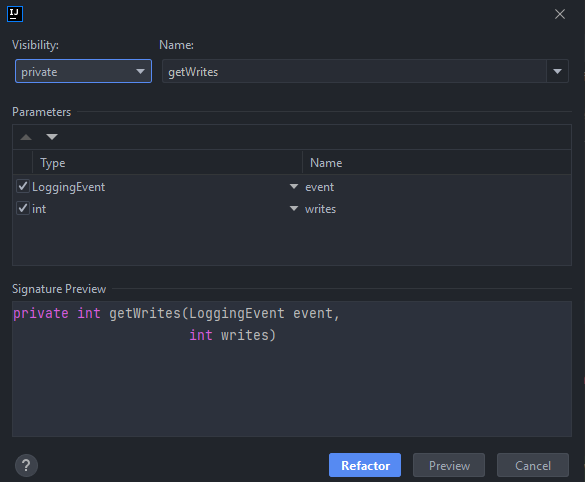 IJ
Visibility: Name:
private getWrites
Parameters
Type Name
LoggingEvent event
int writes
Signature Preview
private int getWrites(LoggingEvent event,
int writes)
? Refactor Preview Cancel